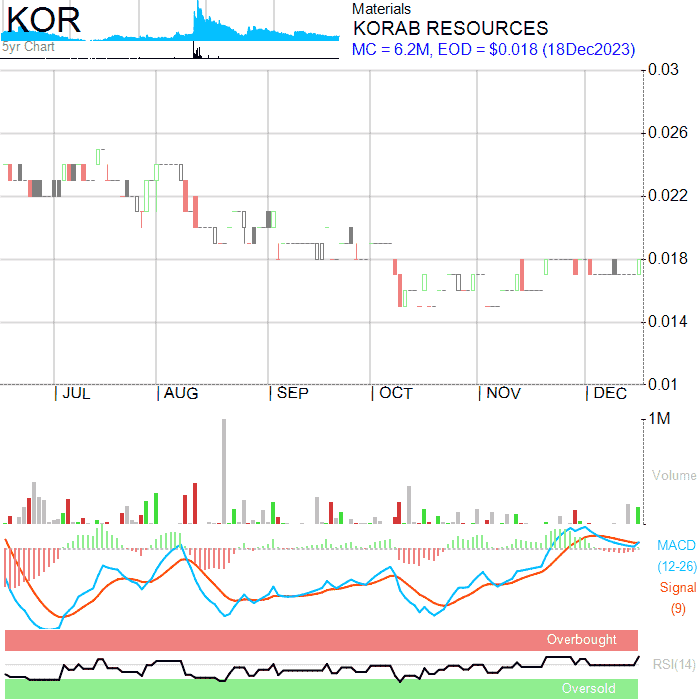 KOR
5yr Chart
Materials
KORAB RESOURCES
MC = 6.2M, EOD = $0.018 (18Dec2023)
0.03
0.026
0.022
0.018
0.014
0.01
| JUL | AUG | SEP | OCT | NOV | DEC
1M
Volume
MACD
(12-26)
Signal
(9)
Overbought
RSI(14)
Oversold